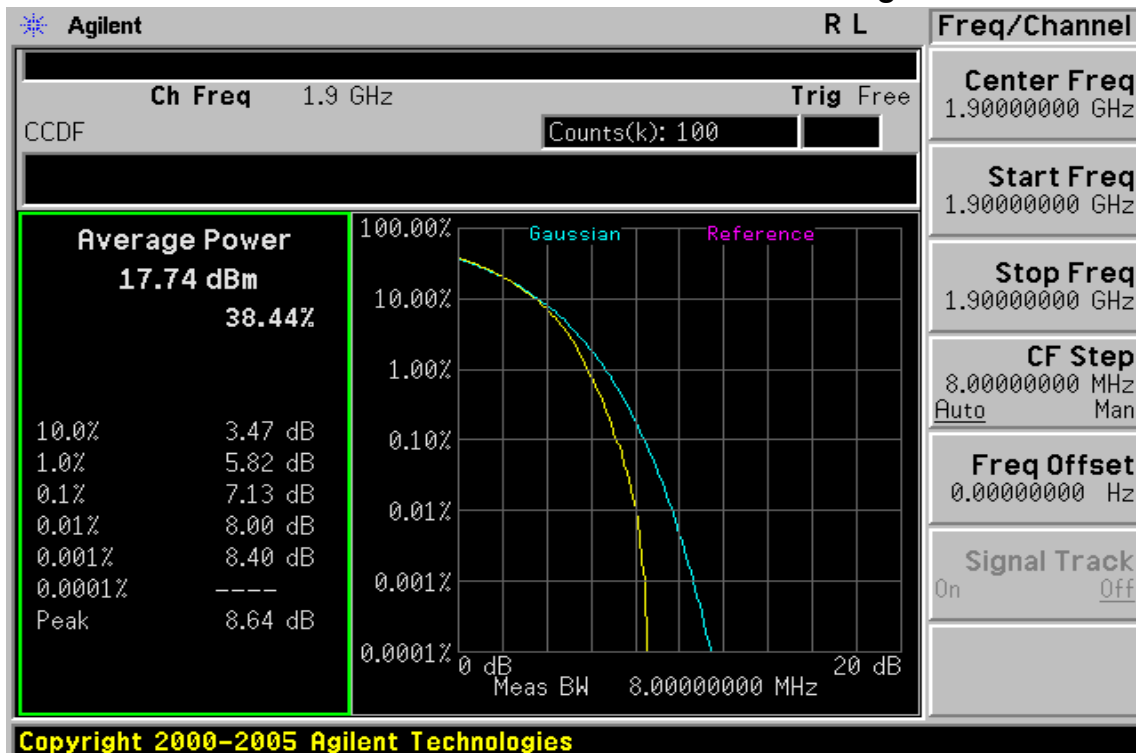 Agilent R L Freq/Channel
Ch Freq 1.9 GHz Trig Free
CCDF Counts(k): 100
Center Freq
1.90000000 GHz
Start Freq
1.90000000 GHz
Stop Freq
1.90000000 GHz
CF Step
8.00000000 MHz
Auto Man
Freq Offset
0.00000000 Hz
Signal Track
On Off
Average Power
17.74 dBm
38.44%
10.0% 3.47 dB
1.0% 5.82 dB
0.1% 7.13 dB
0.01% 8.00 dB
0.001% 8.40 dB
0.0001% ----
Peak 8.64 dB
Gaussian Reference
100.00%
10.00%
1.00%
0.10%
0.01%
0.001%
0.0001%
0 dB 20 dB
Meas BW 8.00000000 MHz
Copyright 2000-2005 Agilent Technologies